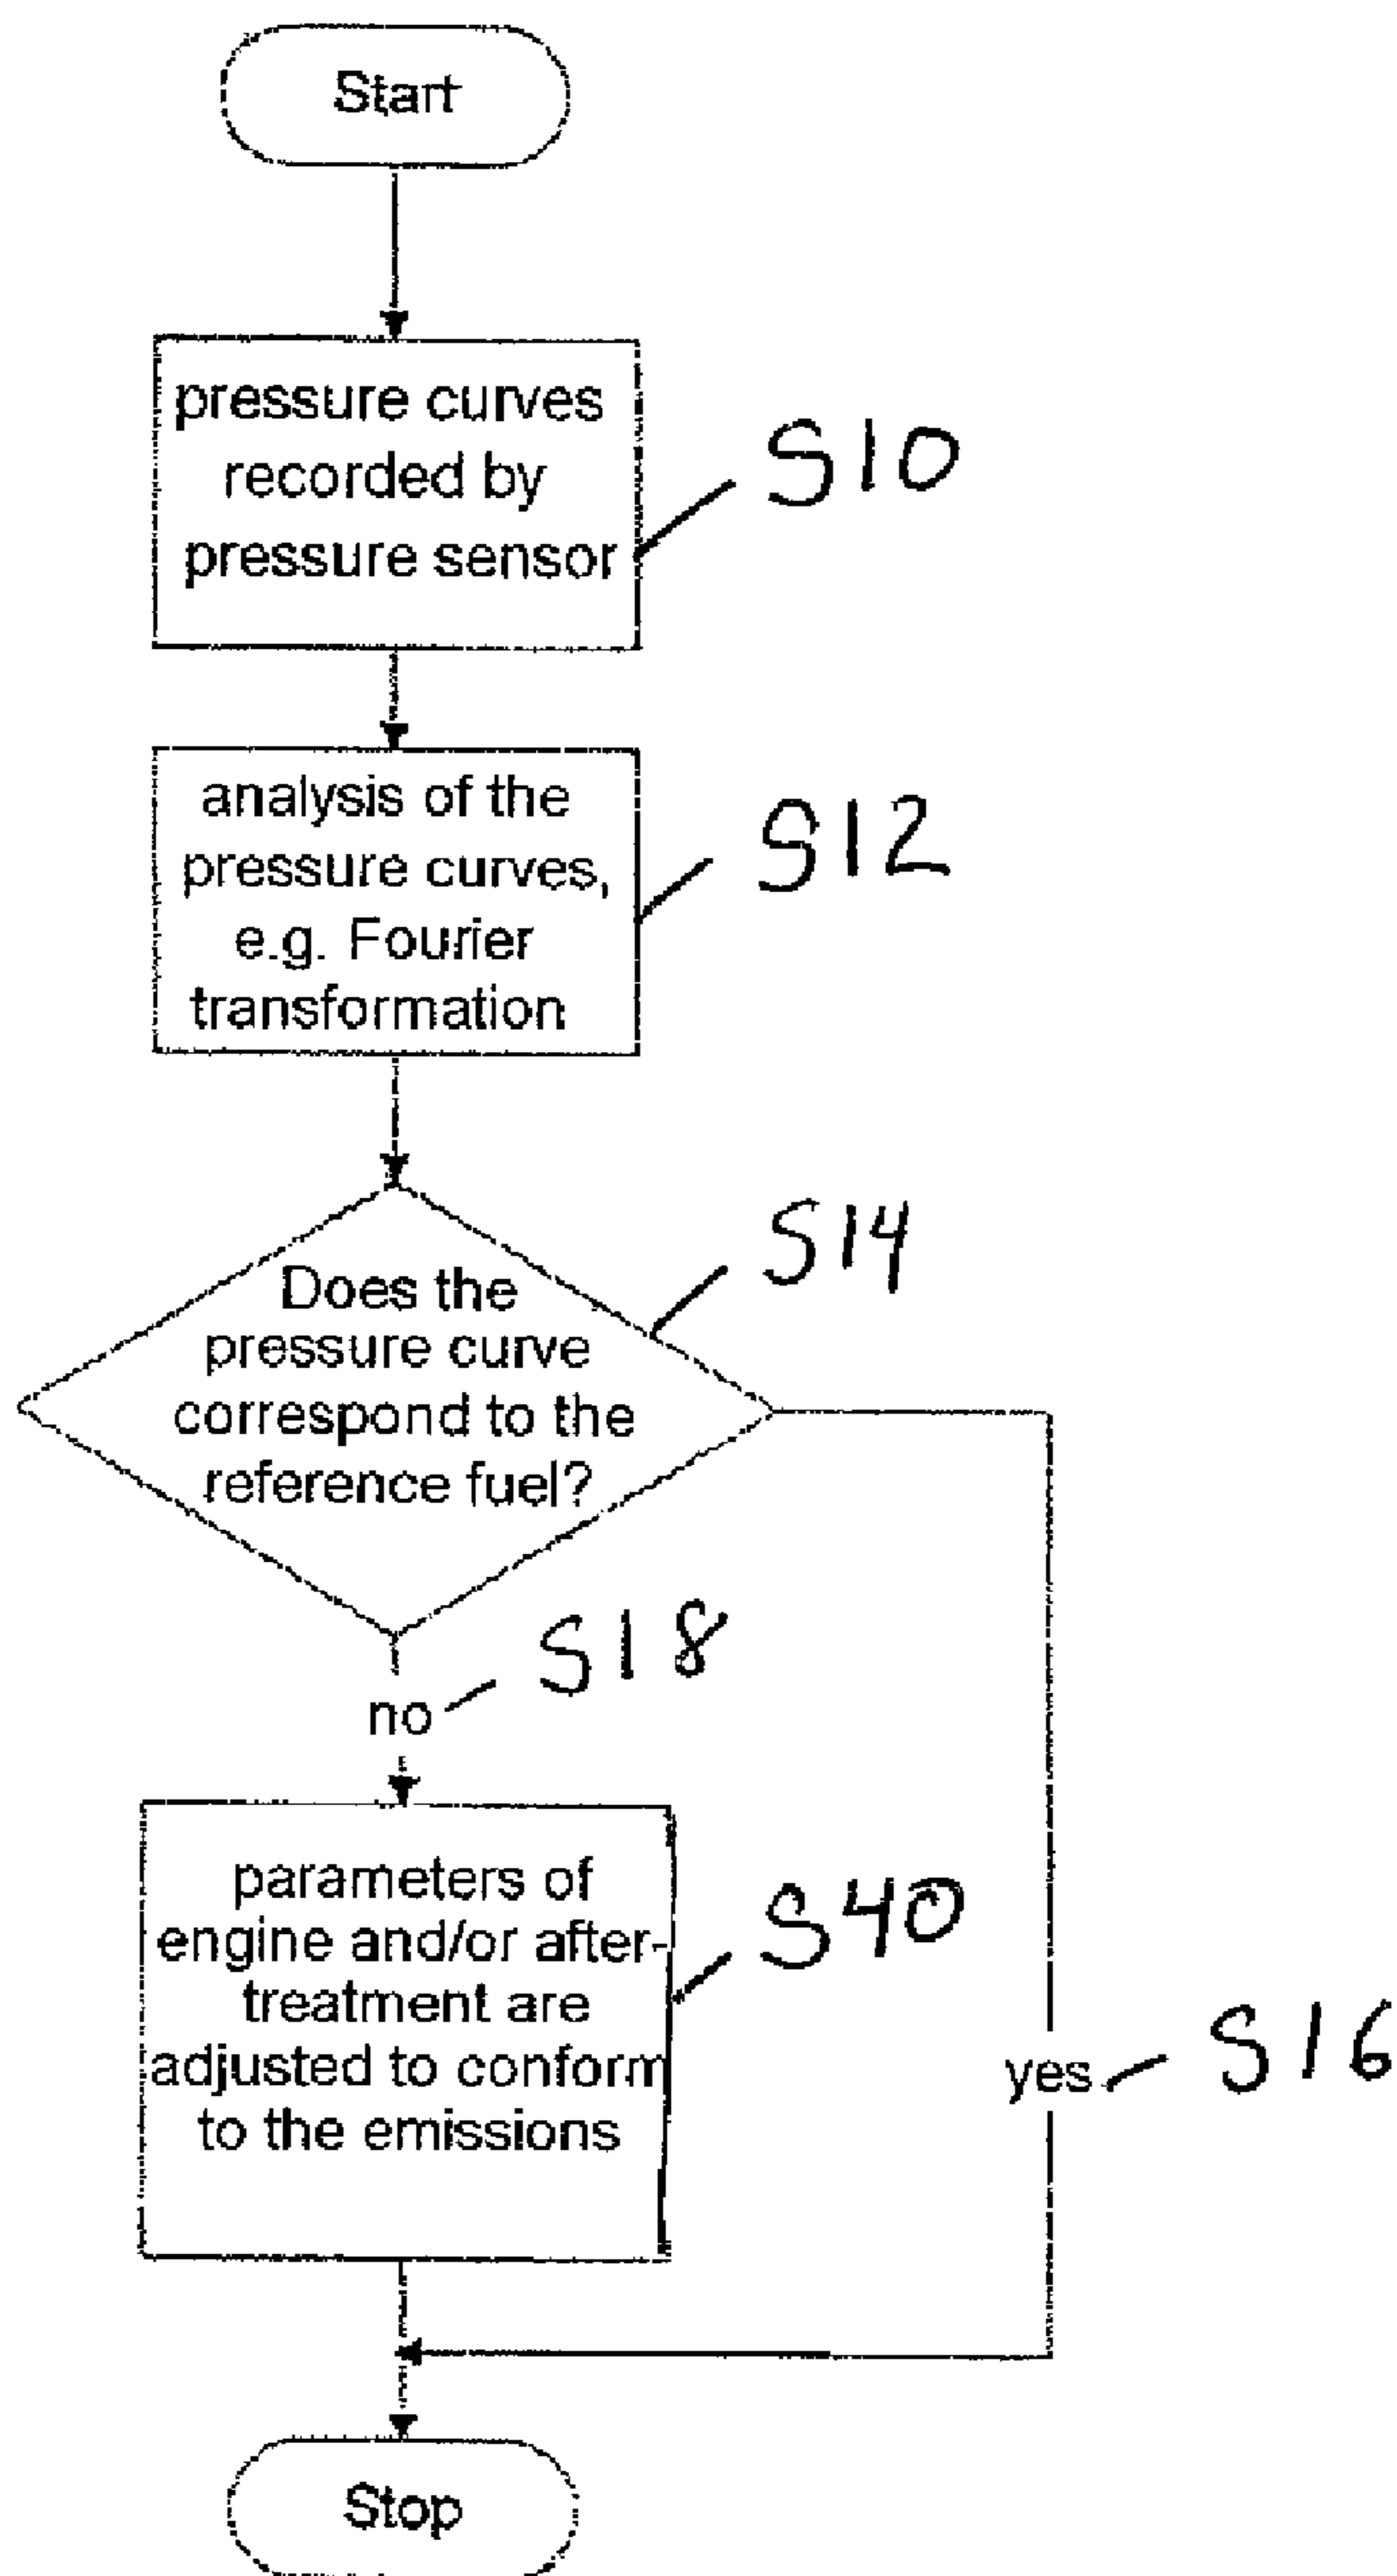 Start
pressure curves
recorded by
pressure sensor
S10
analysis of the
pressure curves,
e.g. Fourier
transformation
S12
Does the
pressure curve
correspond to the
reference fuel?
S14
no
S18
parameters of
engine and/or after-
treatment are
adjusted to conform
to the emissions
S40
yes
S16
Stop